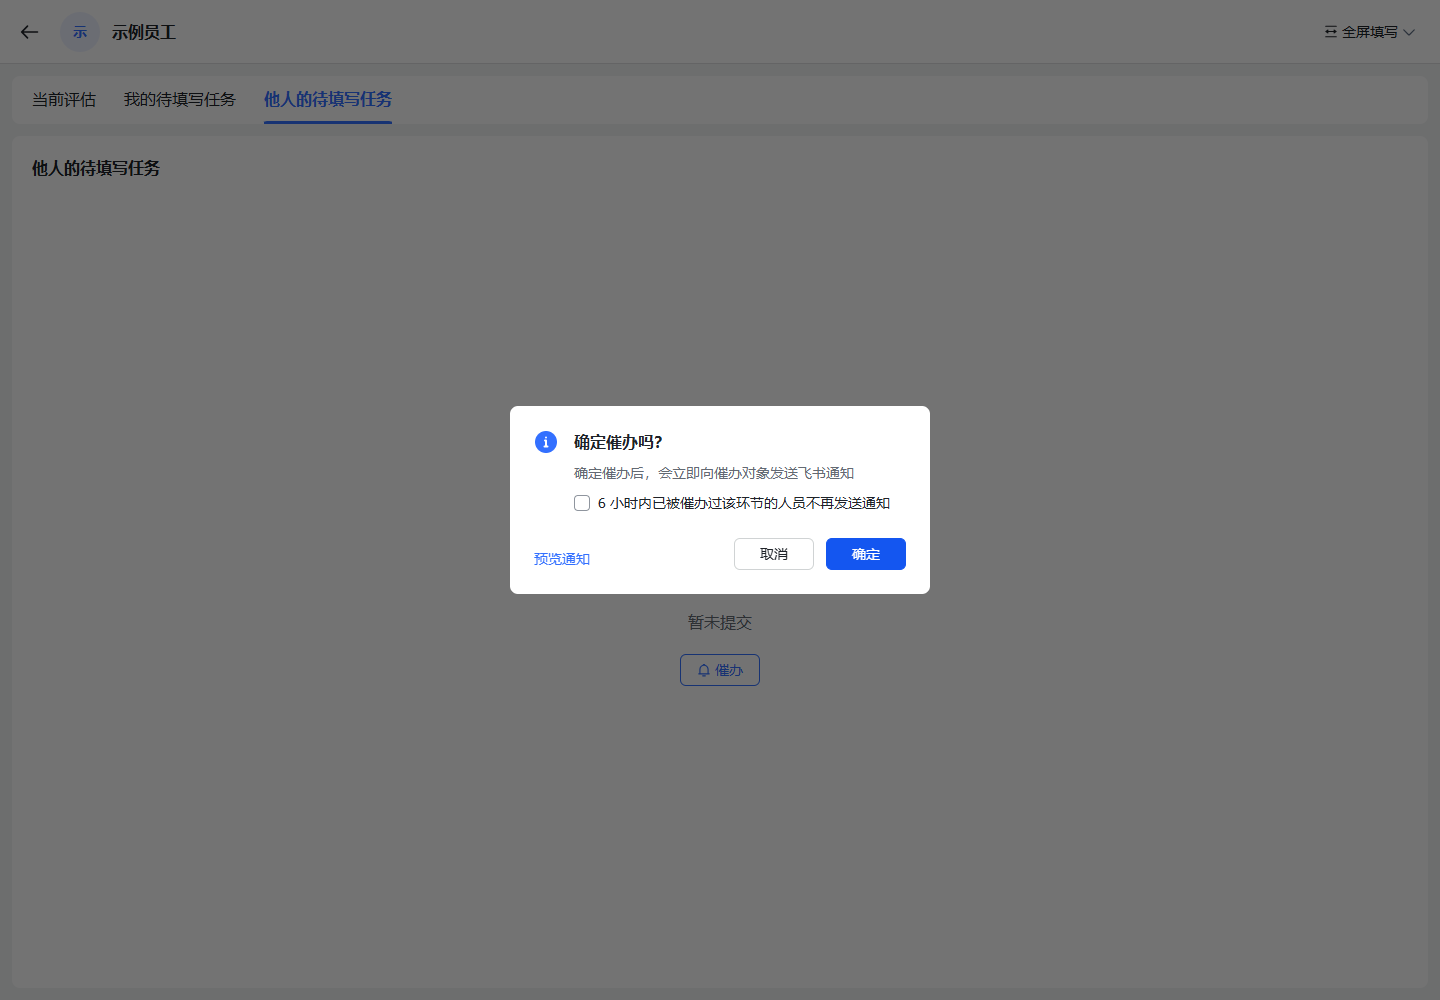 示 示例员工
全屏填写
当前评估 我的待填写任务 他人的待填写任务
他人的待填写任务
确定催办吗?
确定催办后，会立即向催办对象发送飞书通知
6 小时内已被催办过该环节的人员不再发送通知
预览通知 取消 确定
暂未提交
催办